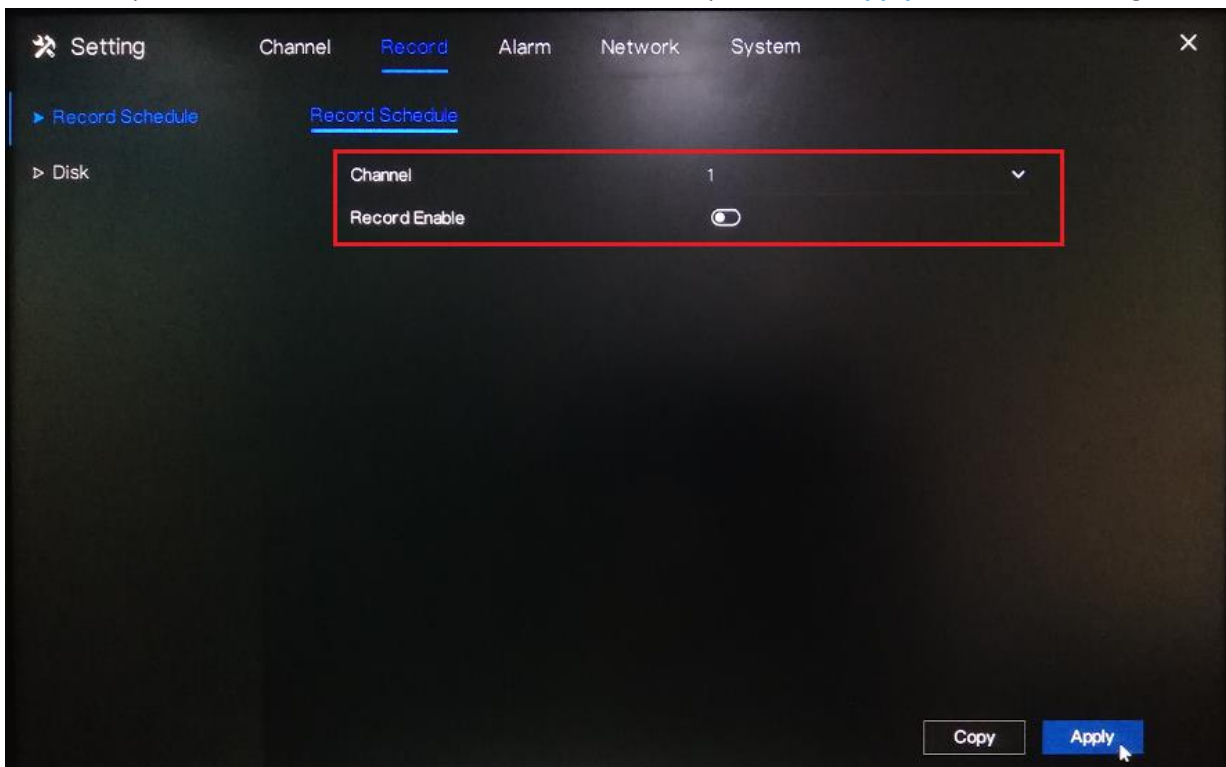 Setting Channel Record Alarm Network System
Record Schedule Record Schedule
Disk Channel 1
Record Enable
Copy Apply